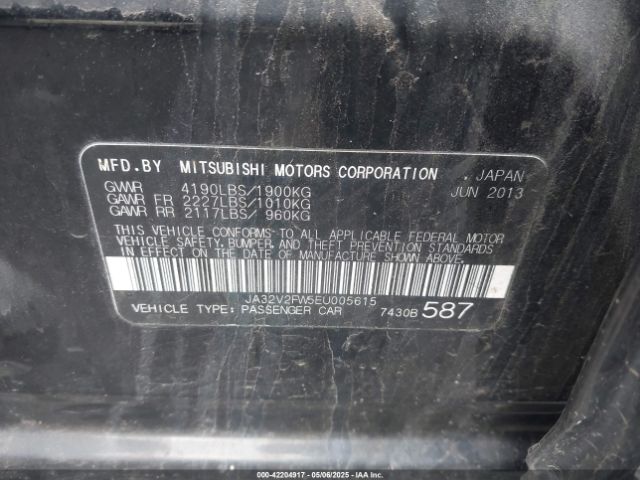 MFD.BY MITSUBISHI MOTORS CORPORATION , JAPAN
GVWR 4190LBS/1900KG JUN 2013
GAWR FR 2227LBS/1010KG
GAWR RR 2117LBS/ 960KG
THIS VEHICLE CONFORMS TO ALL APPLICABLE FEDERAL MOTOR
VEHICLE SAFETY, BUMPER, AND THEFT PREVENTION STANDARDS
IN EFFECT ON THE DATE OF MANUFACTURE SHOWN ABOVE.
JA32V2FW5EU005615
VEHICLE TYPE: PASSENGER CAR 7430B 587
000-42204917 - 05/06/2025 - IAAI.COM